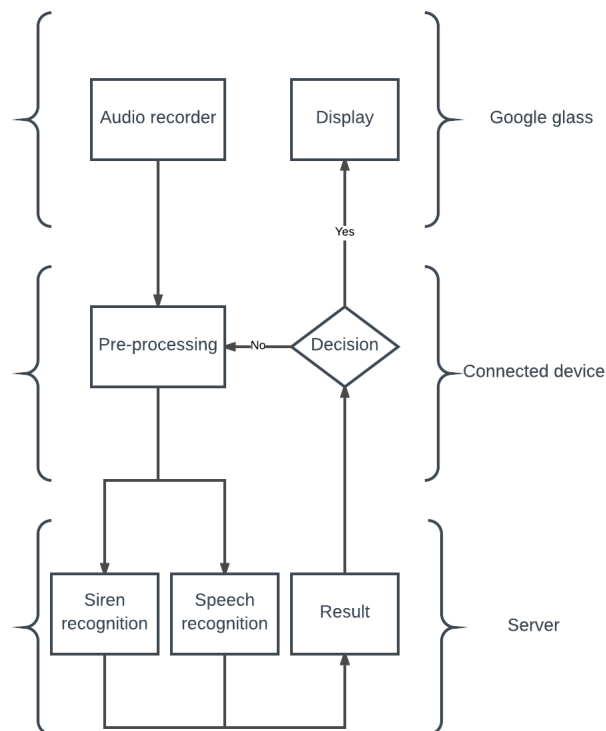 Audio recorder
Display
Google glass
Yes
Pre-processing
No
Decision
Connected device
Siren
recognition
Speech
recognition
Result
Server